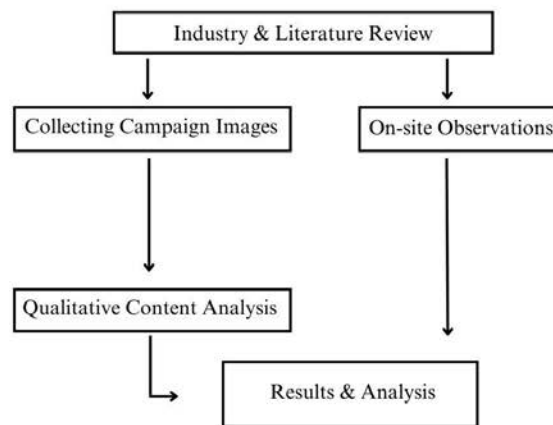 Industry & Literature Review
Collecting Campaign Images
On-site Observations
Qualitative Content Analysis
Results & Analysis